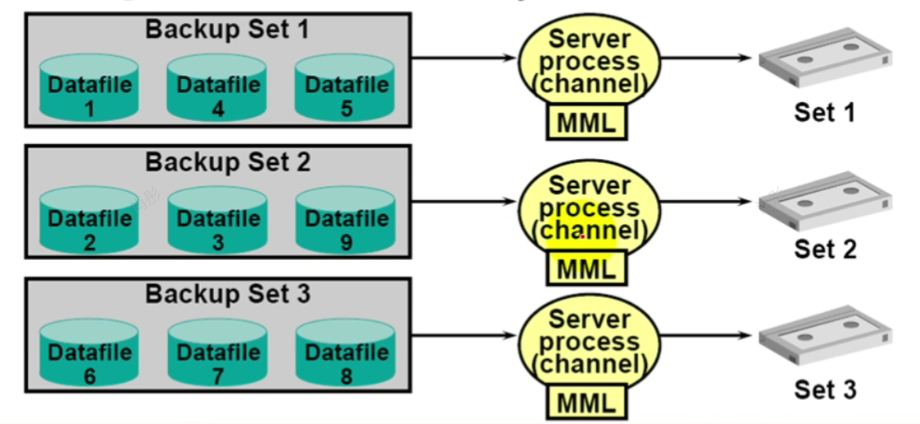 Backup Set 1
Datafile
1
Datafile
4
Datafile
5
Server
process
(channel)
MML
Set 1
Backup Set 2
Datafile
2
Datafile
3
Datafile
9
Server
process
(channel)
MML
Set 2
Backup Set 3
Datafile
6
Datafile
7
Datafile
8
Server
process
(channel)
MML
Set 3